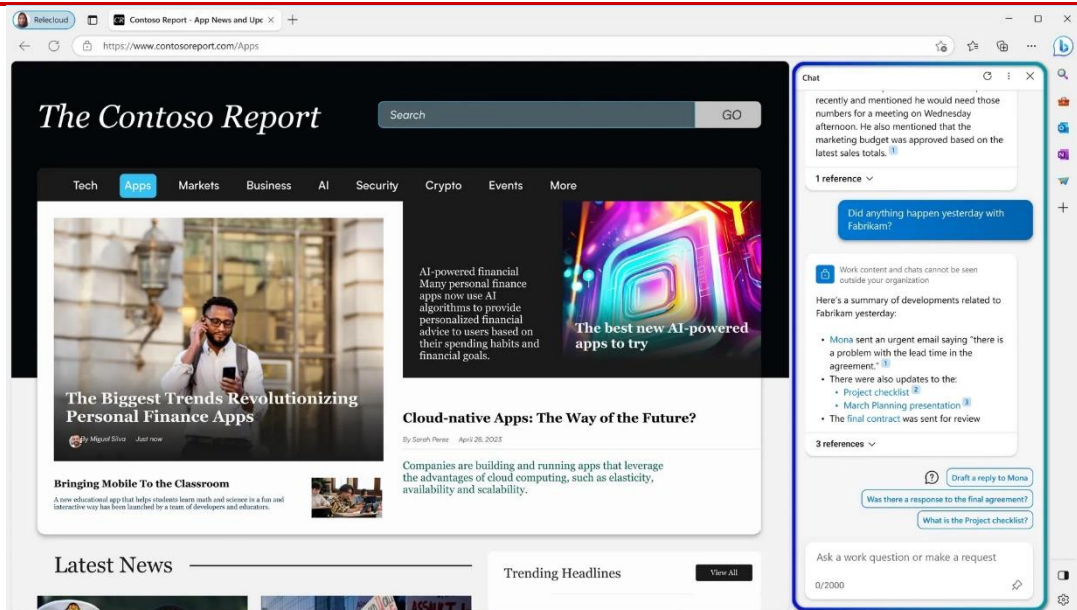 Relecloud
CR Contoso Report - App News and Upc
https://www.contosoreport.com/Apps
The Contoso Report
Search
GO
Tech Apps Markets Business AI Security Crypto Events More
The Biggest Trends Revolutionizing
Personal Finance Apps
By Miguel Silva Just now
AI-powered financial
Many personal finance
apps now use AI
algorithms to provide
personalized financial
advice to users based on
their spending habits and
financial goals.
The best new AI-powered
apps to try
Bringing Mobile To the Classroom
A new educational app that helps students learn math and science in a fun and
interactive way has been launched by a team of developers and educators.
Cloud-native Apps: The Way of the Future?
By Sarah Perez April 28, 2023
Companies are building and running apps that leverage
the advantages of cloud computing, such as elasticity,
availability and scalability.
Latest News
Trending Headlines
View All
Chat
recently and mentioned he would need those
numbers for a meeting on Wednesday
afternoon. He also mentioned that the
marketing budget was approved based on the
latest sales totals. 1
1 reference
Did anything happen yesterday with
Fabrikam?
Work content and chats cannot be seen
outside your organization
Here's a summary of developments related to
Fabrikam yesterday:
• Mona sent an urgent email saying "there is
a problem with the lead time in the
agreement." 1
• There were also updates to the:
• Project checklist 2
• March Planning presentation 3
• The final contract was sent for review
3 references
Draft a reply to Mona
Was there a response to the final agreement?
What is the Project checklist?
Ask a work question or make a request
0/2000